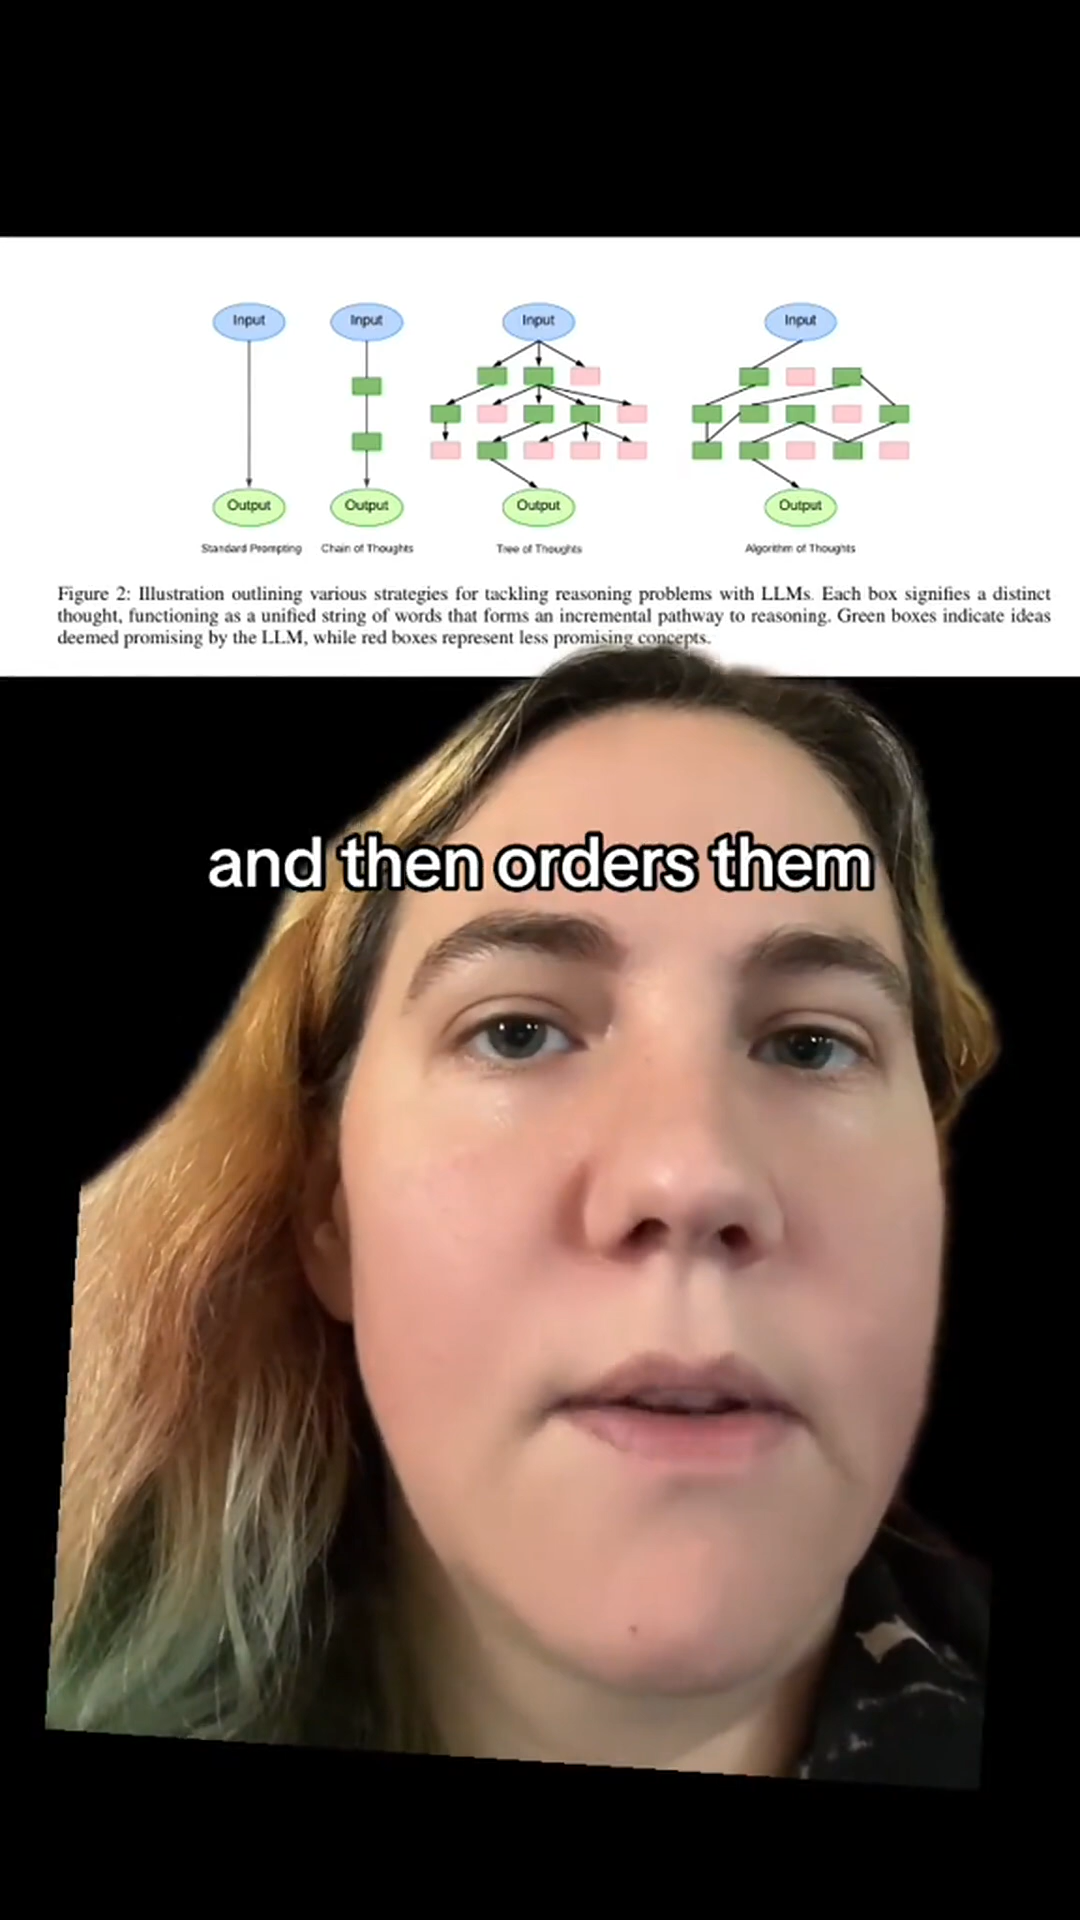 Input Input Input Input
Output Output Output Output
Standard Prompting Chain of Thoughts Tree of Thoughts Algorithm of Thoughts
Figure 2: Illustration outlining various strategies for tackling reasoning problems with LLMs. Each box signifies a distinct
thought, functioning as a unified string of words that forms an incremental pathway to reasoning. Green boxes indicate ideas
deemed promising by the LLM, while red boxes represent less promising concepts.
and then orders them